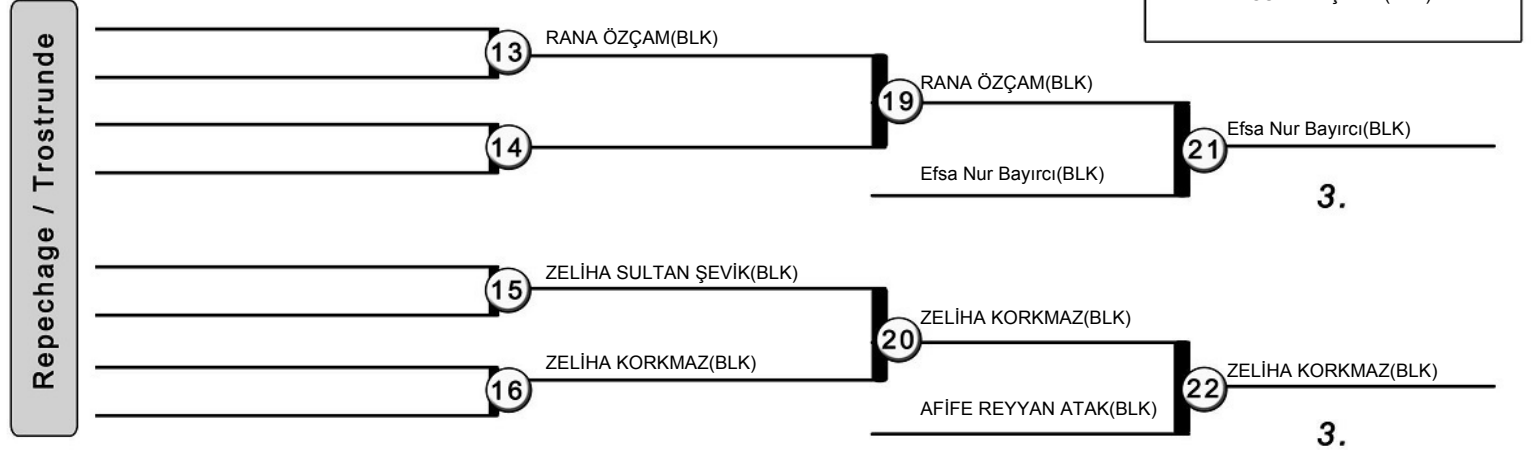 Repechage / Trostrunde
13
RANA ÖZÇAM(BLK)
14
19
RANA ÖZÇAM(BLK)
Efsa Nur Bayırcı(BLK)
21
Efsa Nur Bayırcı(BLK)
3.
15
ZELİHA SULTAN ŞEVİK(BLK)
16
ZELİHA KORKMAZ(BLK)
20
ZELİHA KORKMAZ(BLK)
AFİFE REYYAN ATAK(BLK)
22
ZELİHA KORKMAZ(BLK)
3.